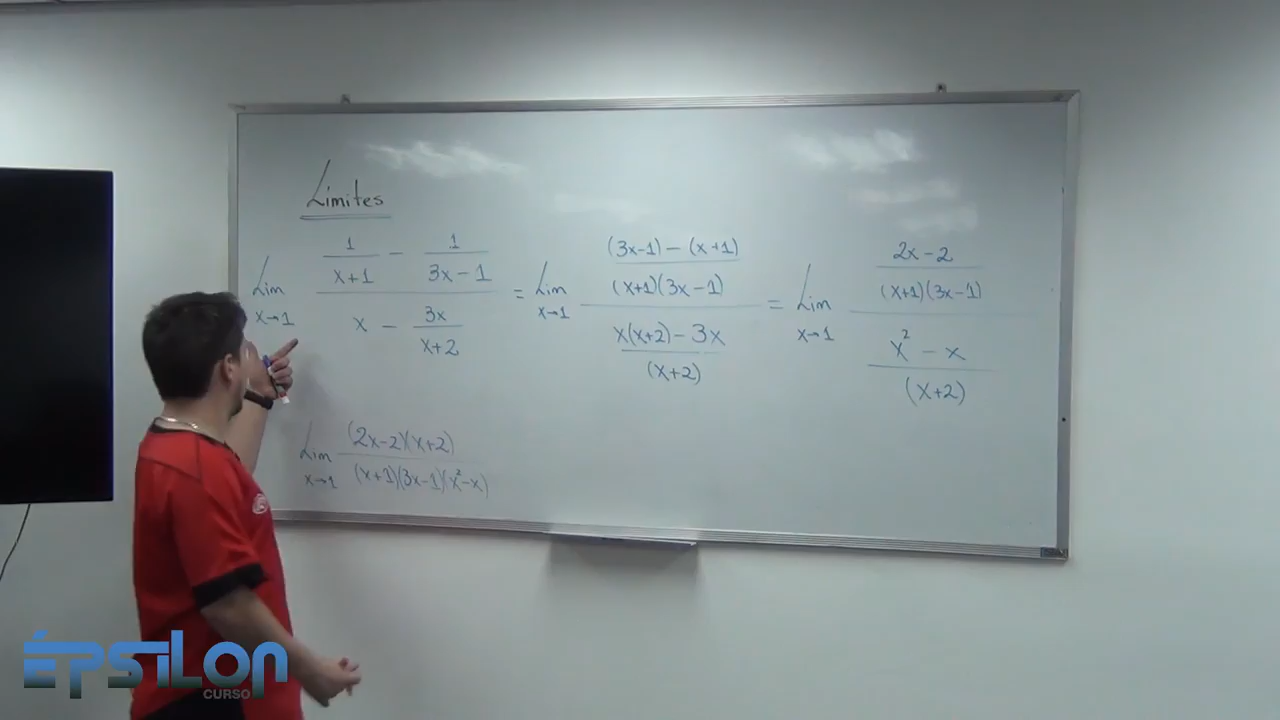 Limites
Lim x→1 (1/(x+1) − 1/(3x − 1)) / (x − 3x/(x+2)) = Lim x→1 (((3x-1) − (x+1))/((x+1)(3x−1))) / ((x(x+2) − 3x)/((x+2))) = Lim x→1 ((2x − 2)/((x+1)(3x−1))) / ((x² − x)/((x+2)))
Lim x→1 ((2x−2)(x+2)) / ((x+1)(3x−1)(x²−x))
ÉPSILON
CURSO